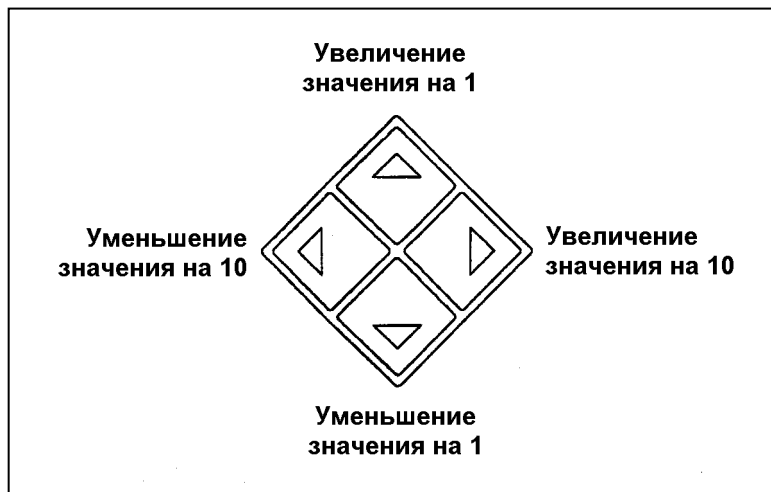 Увеличение
значения на 1
Уменьшение
значения на 10
Увеличение
значения на 10
Уменьшение
значения на 1